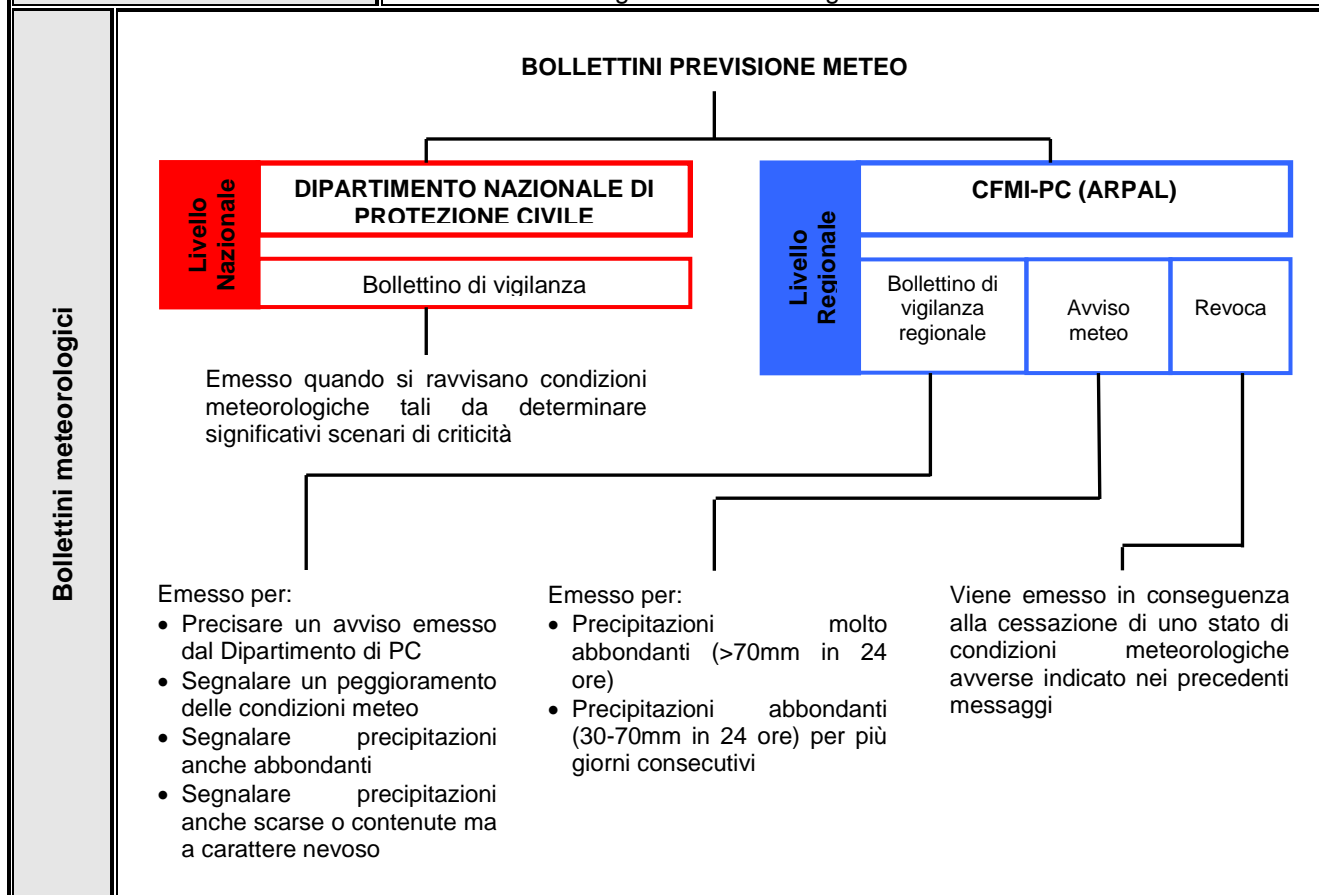 BOLLETTINI PREVISIONE METEO
Livello
Nazionale
DIPARTIMENTO NAZIONALE DI
PROTEZIONE CIVILE
Bollettino di vigilanza
Livello
Regionale
CFMI-PC (ARPAL)
Bollettino di
vigilanza
regionale
Avviso
meteo
Revoca
Emesso quando si ravvisano condizioni
meteorologiche tali da determinare
significativi scenari di criticità
Bollettini meteorologici
Emesso per:
• Precisare un avviso emesso
dal Dipartimento di PC
• Segnalare un peggioramento
delle condizioni meteo
• Segnalare precipitazioni
anche abbondanti
• Segnalare precipitazioni
anche scarse o contenute ma
a carattere nevoso
Emesso per:
• Precipitazioni molto
abbondanti (>70mm in 24
ore)
• Precipitazioni abbondanti
(30-70mm in 24 ore) per più
giorni consecutivi
Viene emesso in conseguenza
alla cessazione di uno stato di
condizioni meteorologiche
avverse indicato nei precedenti
messaggi